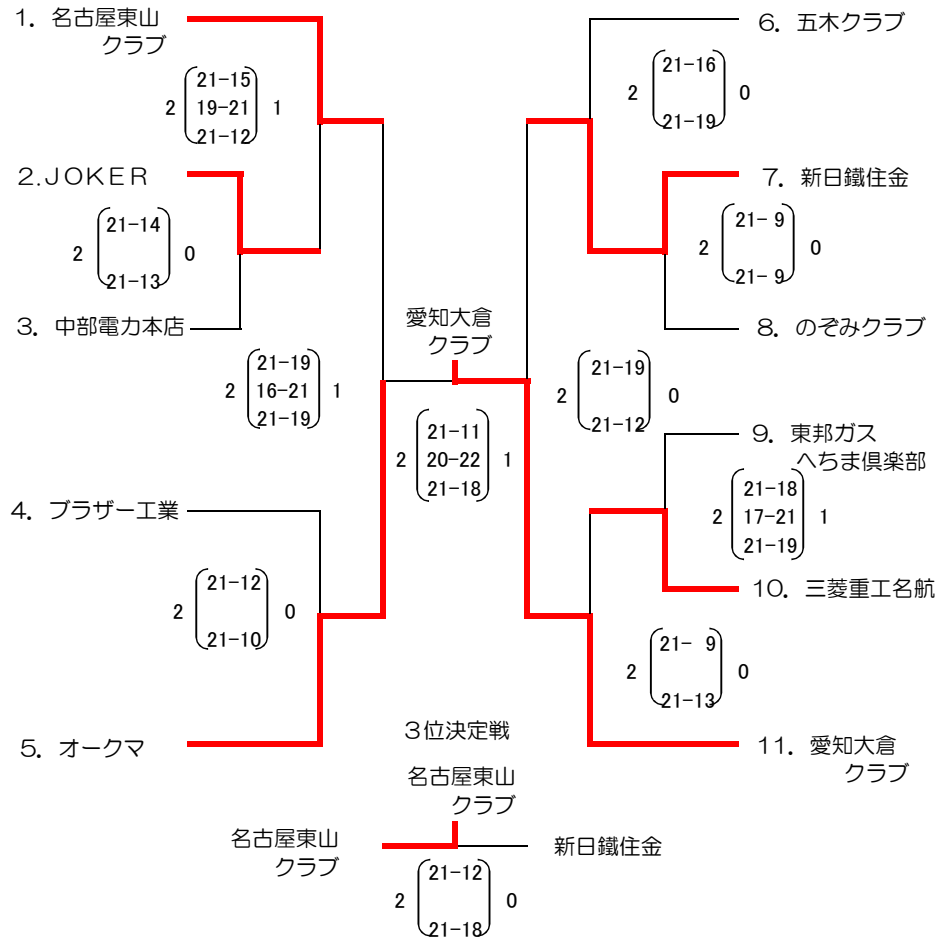 1. 名古屋東山
クラブ
2 21-15 1
19-21
21-12
2.JOKER
2 21-14 0
21-13
3. 中部電力本店
2 21-19 1
16-21
21-19
4. ブラザー工業
2 21-12 0
21-10
5. オークマ
愛知大倉
クラブ
2 21-11 1
20-22
21-18
6. 五木クラブ
2 21-16 0
21-19
7. 新日鐵住金
2 21- 9 0
21- 9
8. のぞみクラブ
2 21-19 0
21-12
9. 東邦ガス
へちま倶楽部
2 21-18 1
17-21
21-19
10. 三菱重工名航
2 21- 9 0
21-13
11. 愛知大倉
クラブ
3位決定戦
名古屋東山
クラブ
名古屋東山
クラブ
新日鐵住金
2 21-12 0
21-18